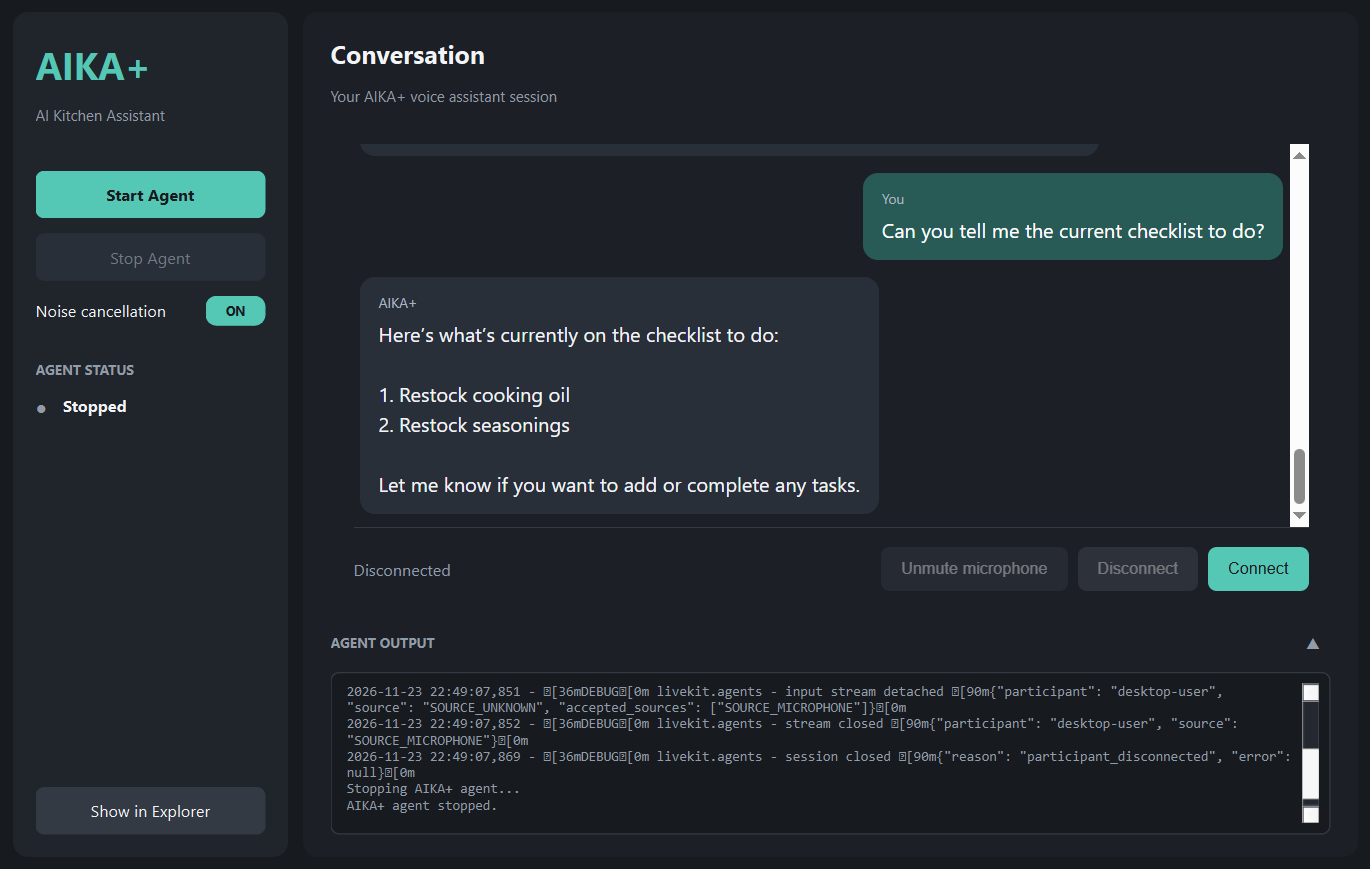 AIKA+
AI Kitchen Assistant
Start Agent
Stop Agent
Noise cancellation
ON
AGENT STATUS
Stopped
Show in Explorer
Conversation
Your AIKA+ voice assistant session
You
Can you tell me the current checklist to do?
AIKA+
Here’s what’s currently on the checklist to do:
1. Restock cooking oil
2. Restock seasonings
Let me know if you want to add or complete any tasks.
Disconnected
Unmute microphone
Disconnect
Connect
AGENT OUTPUT
2026-11-23 22:49:07,851 - [36mDEBUG[0m livekit.agents - input stream detached [90m{"participant": "desktop-user",
"source": "SOURCE_UNKNOWN", "accepted_sources": ["SOURCE_MICROPHONE"]}[0m
2026-11-23 22:49:07,852 - [36mDEBUG[0m livekit.agents - stream closed [90m{"participant": "desktop-user", "source":
"SOURCE_MICROPHONE"}[0m
2026-11-23 22:49:07,869 - [36mDEBUG[0m livekit.agents - session closed [90m{"reason": "participant_disconnected", "error":
null}[0m
Stopping AIKA+ agent...
AIKA+ agent stopped.